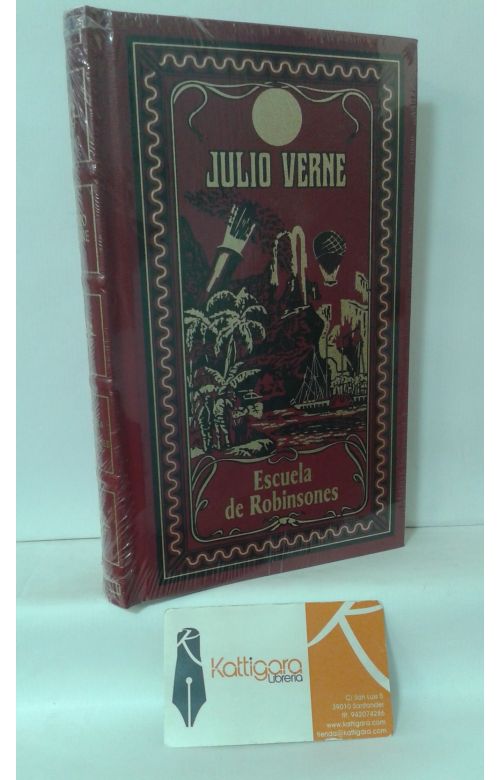 JULIO VERNE
Escuela
de Robinsones
Kattigara
Librería
C/ San Luis 5
39010 Santander
tlf: 942074286
www.kattigara.com
tienda@kattigara.com